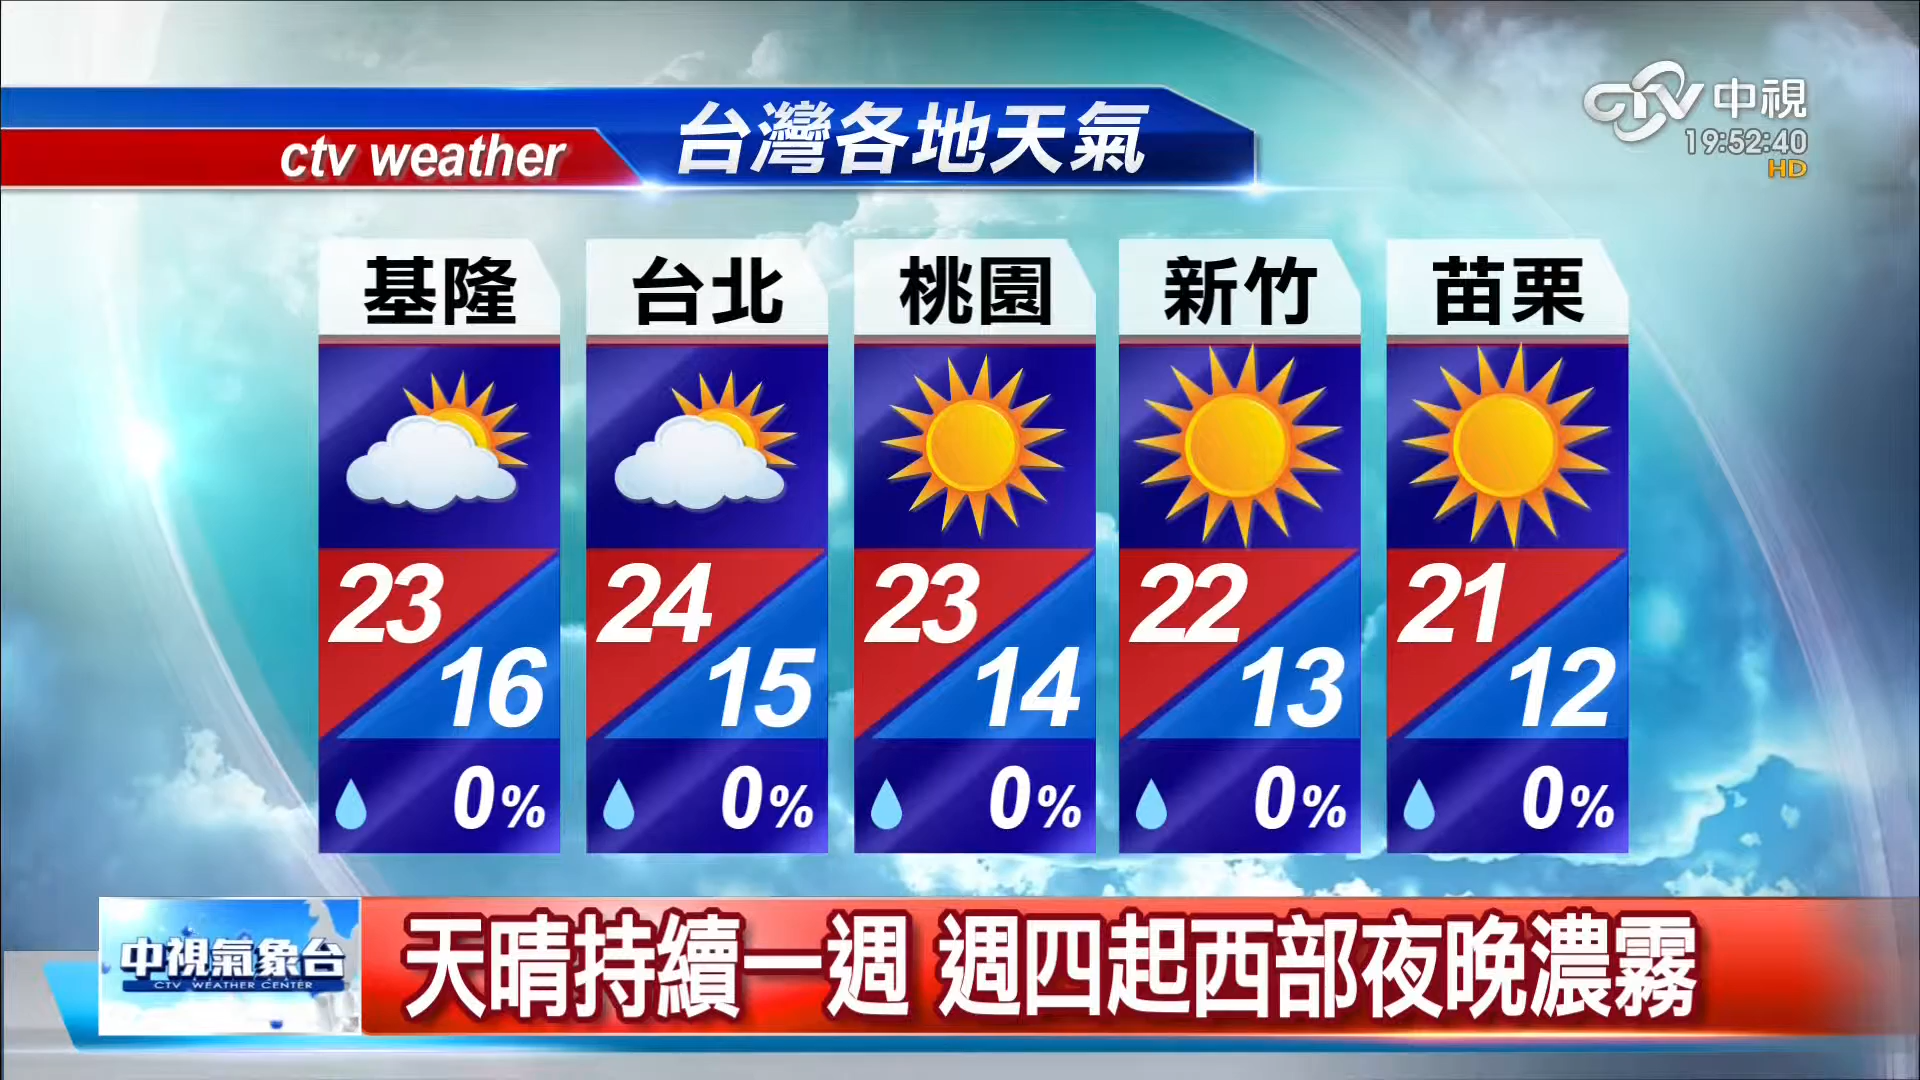 台灣各地天氣
ctv weather
CTV中視
19:52:40
HD
基隆 台北 桃園 新竹 苗栗
23 24 23 22 21
16 15 14 13 12
0% 0% 0% 0% 0%
天晴持續一週 週四起西部夜晚濃霧
中視氣象台
CTV WEATHER CENTER